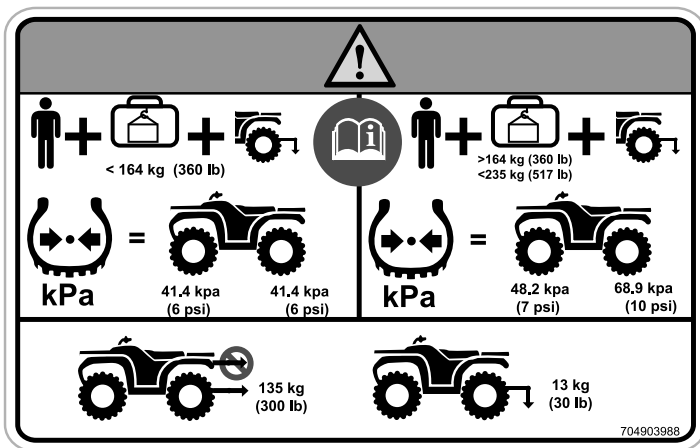 < 164 kg (360 lb)
>164 kg (360 lb)
<235 kg (517 lb)
kPa
=
41.4 kpa
(6 psi)
41.4 kpa
(6 psi)
kPa
=
48.2 kpa
(7 psi)
68.9 kpa
(10 psi)
135 kg
(300 lb)
13 kg
(30 lb)
704903988